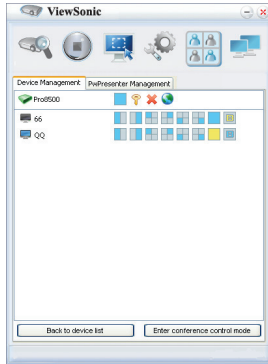 ViewSonic
Device Management PwPresenter Management
Pro8500
66
QQ
Back to device list Enter conference control mode